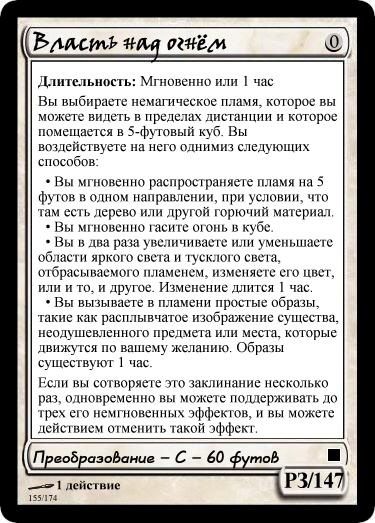 Власть над огнём 0
Длительность: Мгновенно или 1 час
Вы выбираете немагическое пламя, которое вы
можете видеть в пределах дистанции и которое
помещается в 5-футовый куб. Вы
воздействуете на него однимиз следующих
способов:
• Вы мгновенно распространяете пламя на 5
футов в одном направлении, при условии, что
там есть дерево или другой горючий материал.
• Вы мгновенно гасите огонь в кубе.
• Вы в два раза увеличиваете или уменьшаете
области яркого света и тусклого света,
отбрасываемого пламенем, изменяете его цвет,
или и то, и другое. Изменение длится 1 час.
• Вы вызываете в пламени простые образы,
такие как расплывчатое изображение существа,
неодушевленного предмета или места, которые
движутся по вашему желанию. Образы
существуют 1 час.
Если вы сотворяете это заклинание несколько
раз, одновременно вы можете поддерживать до
трех его немгновенных эффектов, и вы можете
действием отменить такой эффект.
Преобразование – С – 60 футов
1 действие
РЗ/147
155/174